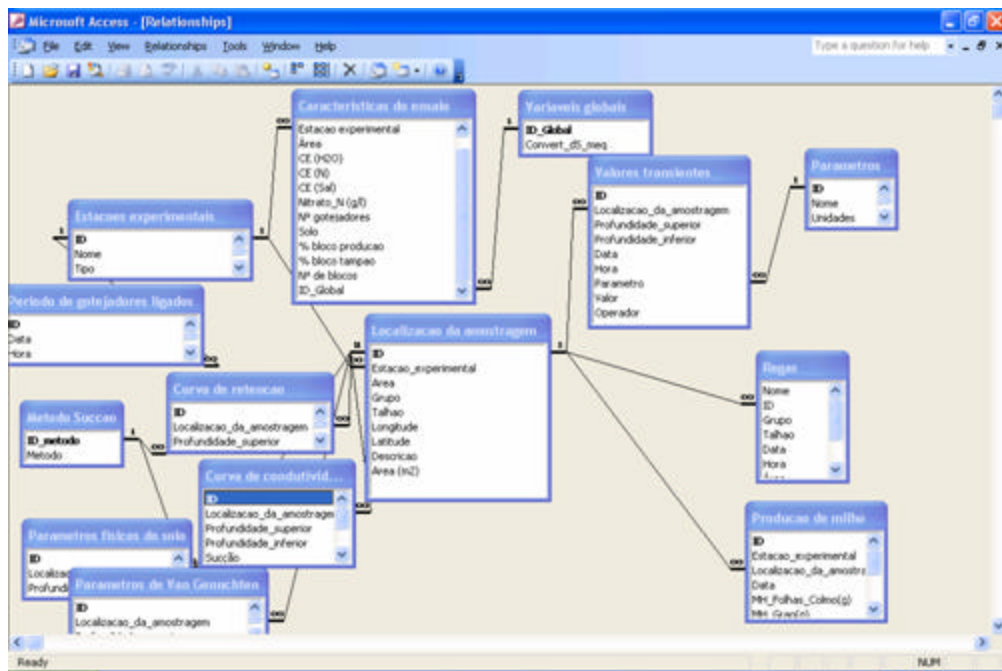 Microsoft Access - [Relationships]
File Edit View Relationships Tools Window Help
Type a question for help
Caracteristicas do ensaio
Estacao experimental
Área
CE (H2O)
CE (N)
CE (Sal)
Nitrato_N (g/l)
Nº gotejadores
Solo
% bloco producao
% bloco tampao
Nº de blocos
ID_Global
Variaveis globais
ID_Global
Convert_dS_meq
Valores transientes
ID
Localizacao_da_amostragem
Profundidade_superior
Profundidade_inferior
Data
Hora
Parametro
Valor
Operador
Parametros
ID
Nome
Unidades
Estacoes experimentais
ID
Nome
Tipo
Periodo de gotejadores ligados
ID
Data
Hora
Localizacao da amostragem
ID
Estacao_experimental
Area
Grupo
Talhao
Longitude
Latitude
Descricao
Area (m2)
Curva de retencao
ID
Localizacao_da_amostragem
Profundidade_superior
Metodo Succao
ID_metodo
Metodo
Curva de condutivid...
ID
Localizacao_da_amostragem
Profundidade_superior
Profundidade_inferior
Sucção
Regas
Nome
ID
Grupo
Talhao
Data
Hora
Parametros fisicos do solo
ID
Localizac
Profund
Parametros de Van Genuchten
ID
Localizacao_da_amostragem
Producao de milho
ID
Estacao_experimental
Localizacao_da_amostra
Data
MH_Folhas_Colmo(g)
MH_Grao(g)
Ready
NUM